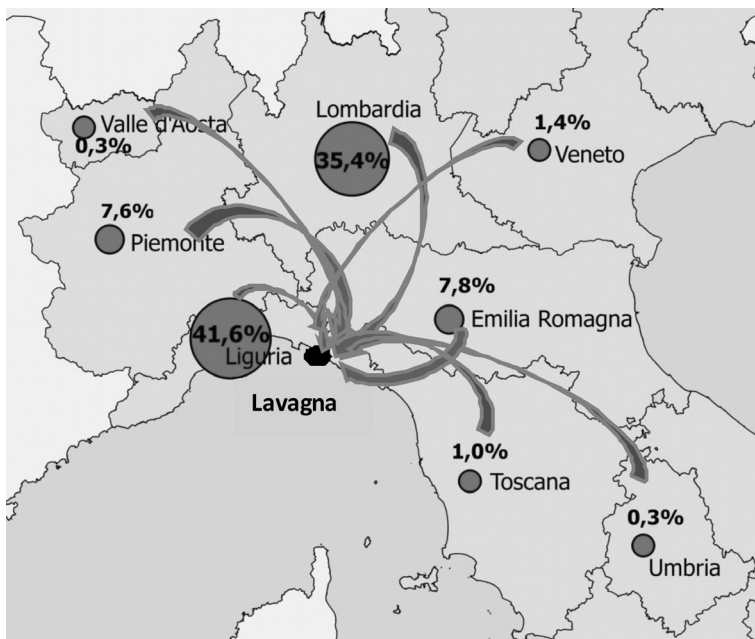 Lombardia
35,4%
1,4%
Veneto
Valle d'Aosta
0,3%
7,6%
Piemonte
7,8%
Emilia Romagna
41,6%
Liguria
Lavagna
1,0%
Toscana
0,3%
Umbria